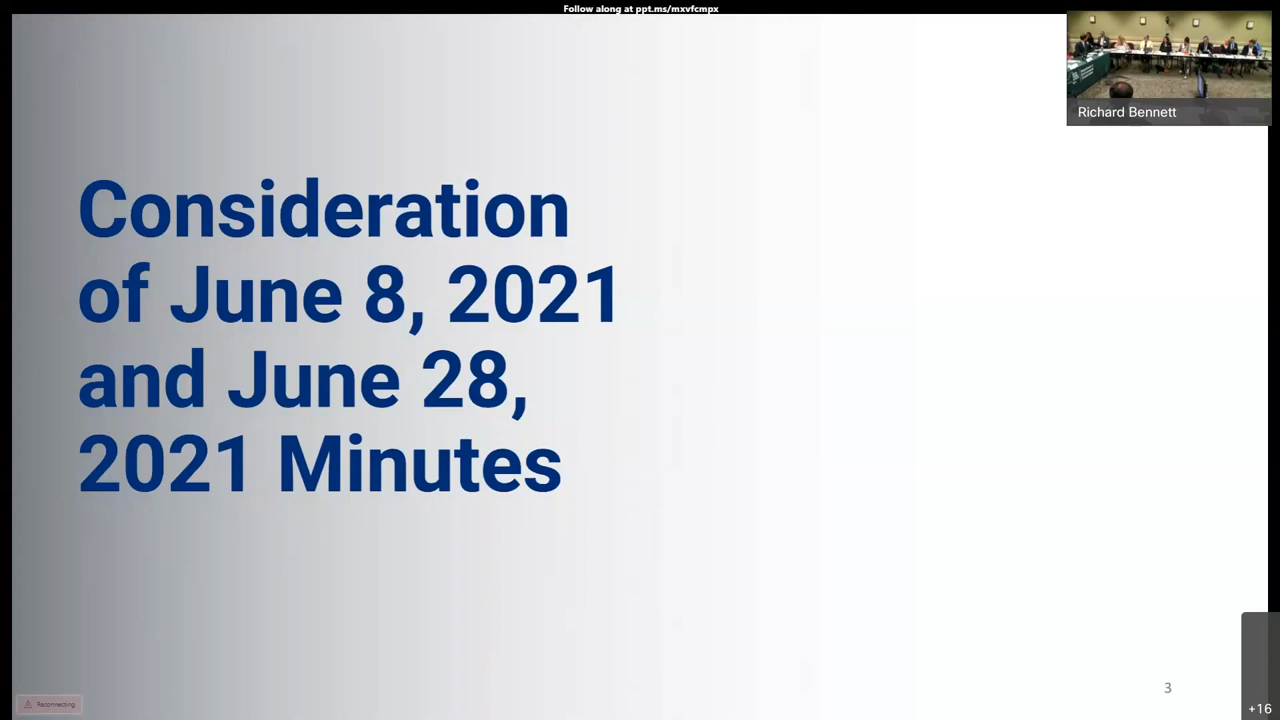 Follow along at ppt.ms/mxvfcmpx
Richard Bennett
Consideration
of June 8, 2021
and June 28,
2021 Minutes
3
Reconnecting
+16